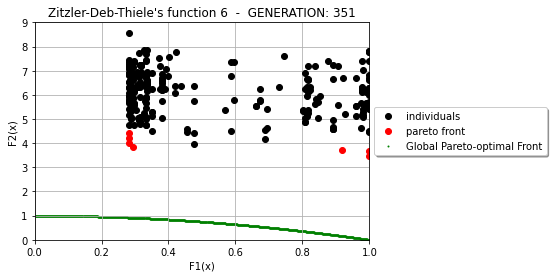 Zitzler-Deb-Thiele's function 6 - GENERATION: 351
9
8
7
6
5
4
3
2
1
0
F2(x)
0.0 0.2 0.4 0.6 0.8 1.0
F1(x)
individuals
pareto front
Global Pareto-optimal Front